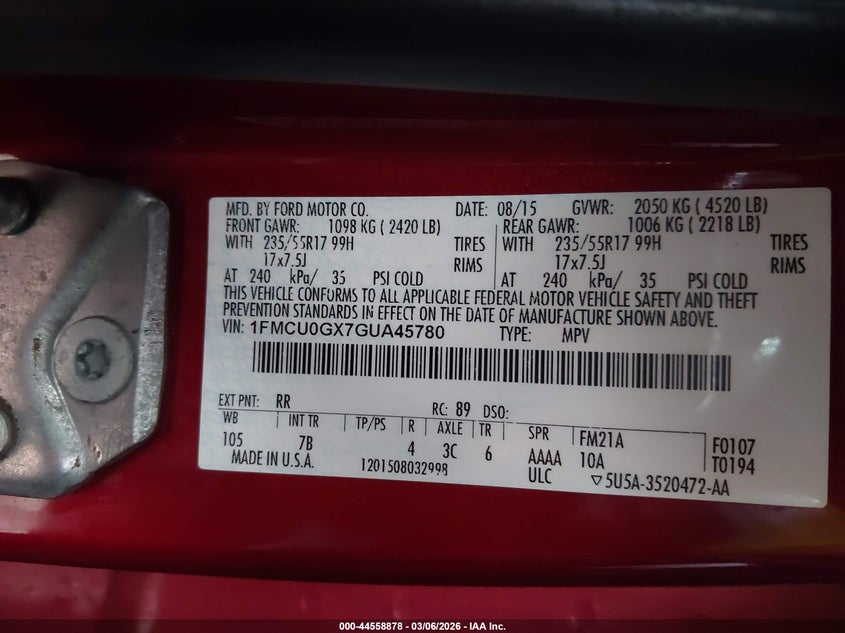 MFD. BY FORD MOTOR CO. DATE: 08/15 GVWR: 2050 KG ( 4520 LB)
FRONT GAWR: 1098 KG ( 2420 LB) REAR GAWR: 1006 KG ( 2218 LB)
WITH 235/55R17 99H TIRES WITH 235/55R17 99H TIRES
17x7.5J RIMS 17x7.5J RIMS
AT 240 kPa/ 35 PSI COLD AT 240 kPa/ 35 PSI COLD
THIS VEHICLE CONFORMS TO ALL APPLICABLE FEDERAL MOTOR VEHICLE SAFETY AND THEFT
PREVENTION STANDARDS IN EFFECT ON THE DATE OF MANUFACTURE SHOWN ABOVE.
VIN: 1FMCU0GX7GUA45780 TYPE: MPV
EXT PNT: RR RC: 89 DSO:
WB INT TR TP/PS R AXLE TR SPR FM21A F0107
105 7B 4 3C 6 AAAA 10A T0194
MADE IN U.S.A. 1201508032998 ULC ▽5U5A-3520472-AA
000-44558878 - 03/06/2026 - IAA Inc.